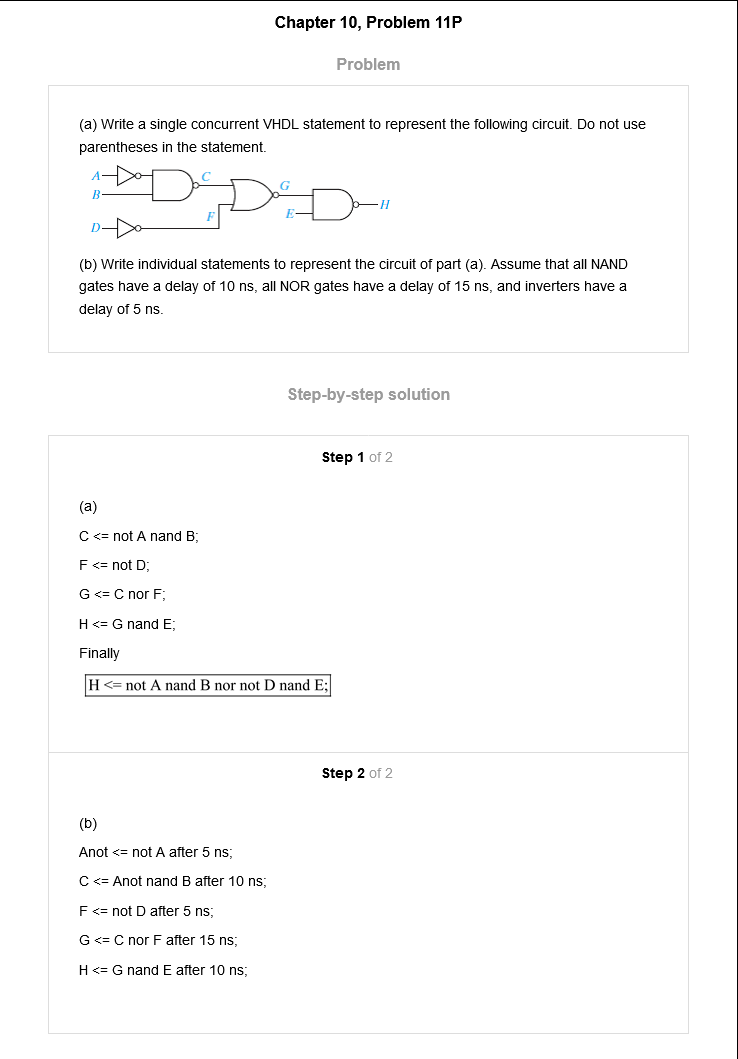 Chapter 10, Problem 11P
Problem
(a) Write a single concurrent VHDL statement to represent the following circuit. Do not use
parentheses in the statement.
A
C
B
G
H
F
E
D
(b) Write individual statements to represent the circuit of part (a). Assume that all NAND
gates have a delay of 10 ns, all NOR gates have a delay of 15 ns, and inverters have a
delay of 5 ns.
Step-by-step solution
Step 1 of 2
(a)
C <= not A nand B;
F <= not D;
G <= C nor F;
H <= G nand E;
Finally
H <= not A nand B nor not D nand E;
Step 2 of 2
(b)
Anot <= not A after 5 ns;
C <= Anot nand B after 10 ns;
F <= not D after 5 ns;
G <= C nor F after 15 ns;
H <= G nand E after 10 ns;